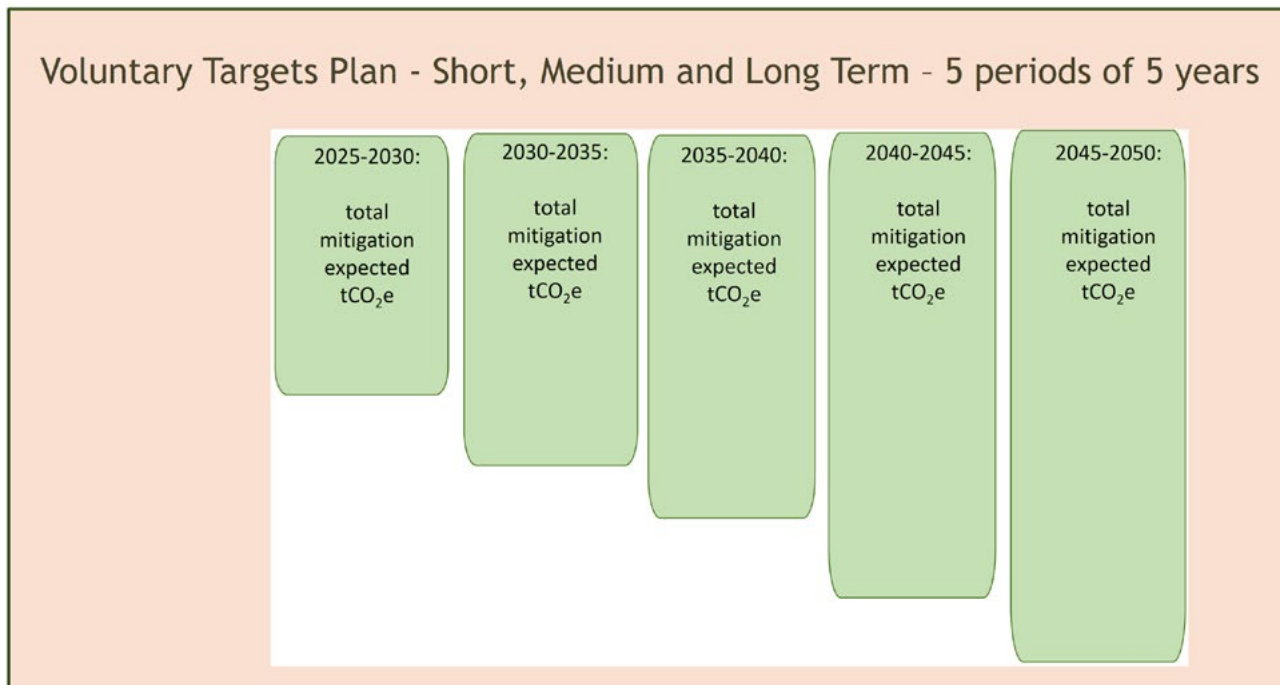 Voluntary Targets Plan - Short, Medium and Long Term – 5 periods of 5 years
2025-2030:
total
mitigation
expected
tCO₂e
2030-2035:
total
mitigation
expected
tCO₂e
2035-2040:
total
mitigation
expected
tCO₂e
2040-2045:
total
mitigation
expected
tCO₂e
2045-2050:
total
mitigation
expected
tCO₂e